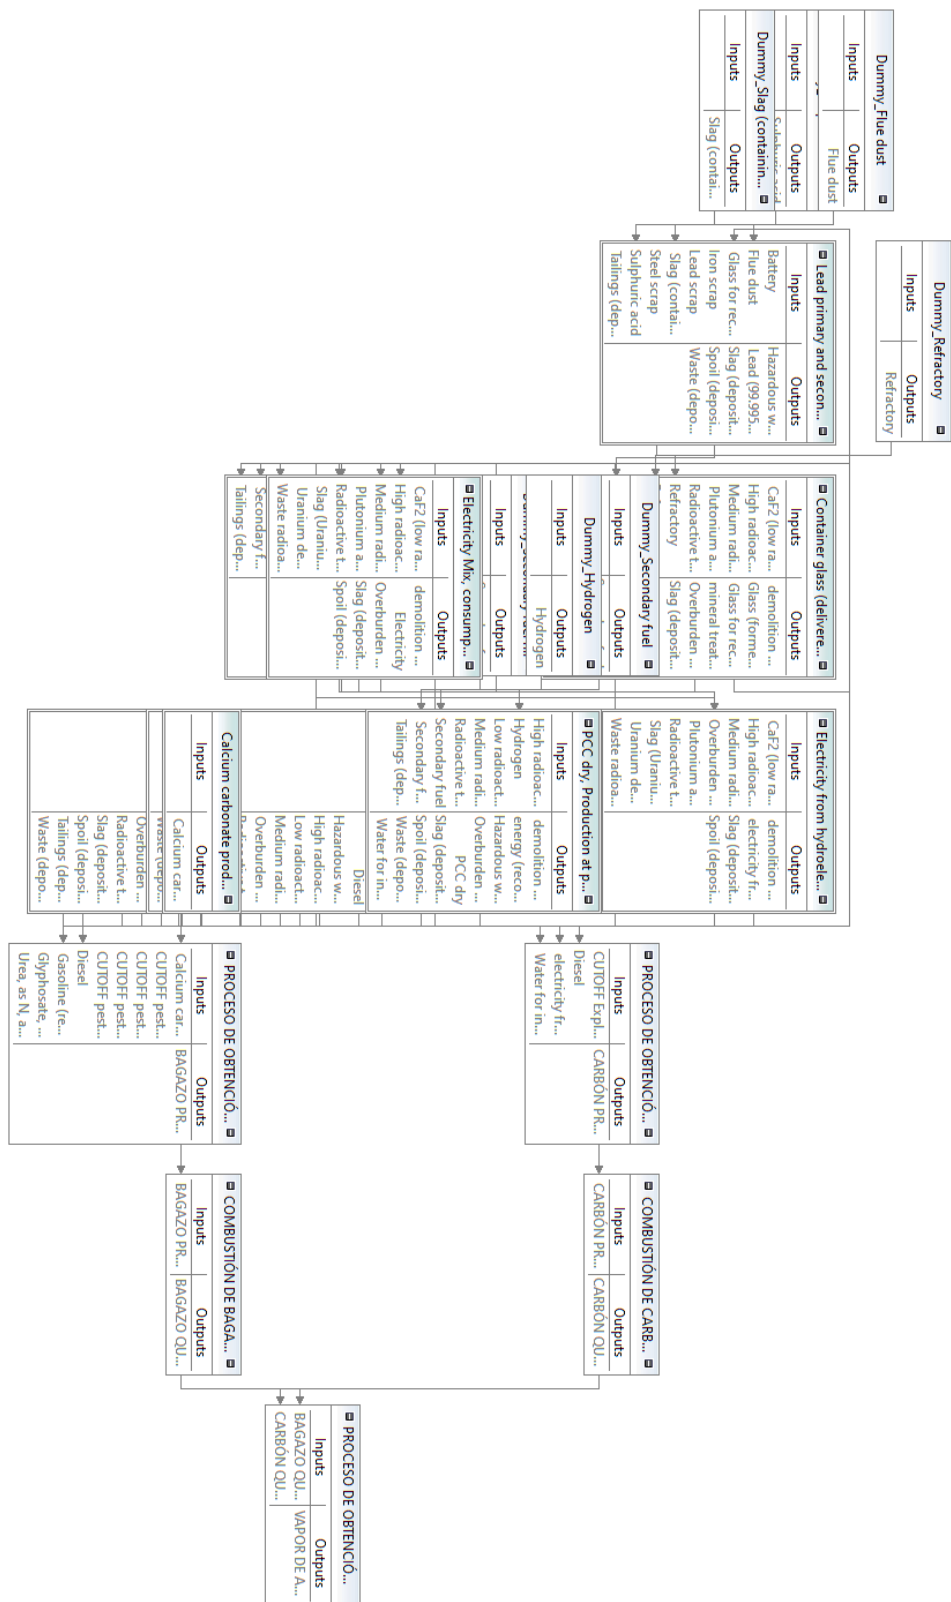 Dummy_Flue dust
Inputs
Outputs
Flue dust
Inputs
Outputs
Sulphuric acid
Dummy_Slag (containin...
Inputs
Outputs
Slag (contai...
Dummy_Refractory
Inputs
Outputs
Refractory
Lead primary and secon...
Inputs
Outputs
Battery
Flue dust
Glass for rec...
Iron scrap
Lead scrap
Slag (contai...
Steel scrap
Sulphuric acid
Tailings (dep...
Hazardous w...
Lead (99.995...
Slag (deposit...
Spoil (deposi...
Waste (depo...
Container glass (delivere...
Inputs
Outputs
CaF2 (low ra...
High radioac...
Medium radi...
Plutonium a...
Radioactive t...
Refractory
demolition ...
Glass (forme...
Glass for rec...
mineral treat...
Overburden ...
Slag (deposit...
Dummy_Secondary fuel
Inputs
Outputs
Dummy_Hydrogen
Inputs
Outputs
Hydrogen
Inputs
Outputs
Electricity Mix, consump...
Inputs
Outputs
CaF2 (low ra...
High radioac...
Medium radi...
Plutonium a...
Radioactive t...
Slag (Uraniu...
Uranium de...
Waste radioa...
demolition ...
Electricity
Overburden ...
Slag (deposit...
Spoil (deposi...
Secondary f...
Tailings (dep...
Electricity from hydroele...
Inputs
Outputs
CaF2 (low ra...
High radioac...
Medium radi...
Overburden ...
Plutonium a...
Radioactive t...
Slag (Uraniu...
Uranium de...
Waste radioa...
demolition ...
electricity fr...
Slag (deposit...
Spoil (deposi...
PCC dry, Production at p...
Inputs
Outputs
High radioac...
Hydrogen
Low radioact...
Medium radi...
Radioactive t...
Secondary fuel
Secondary f...
Tailings (dep...
demolition ...
energy (reco...
Hazardous w...
Overburden ...
PCC dry
Slag (deposit...
Spoil (deposi...
Waste (depo...
Water for in...
Diesel
Hazardous w...
High radioac...
Low radioact...
Medium radi...
Overburden ...
Calcium carbonate prod...
Inputs
Outputs
Calcium car...
Waste (depo...
Overburden ...
Radioactive t...
Slag (deposit...
Spoil (deposi...
Tailings (dep...
Waste (depo...
PROCESO DE OBTENCIÓ...
Inputs
Outputs
CUTOFF Expl...
Diesel
electricity fr...
Water for in...
CARBÓN PR...
PROCESO DE OBTENCIÓ...
Inputs
Outputs
Calcium car...
CUTOFF pest...
CUTOFF pest...
CUTOFF pest...
CUTOFF pest...
Diesel
Gasoline (re...
Glyphosate, ...
Urea, as N, a...
BAGAZO PR...
COMBUSTIÓN DE CARB...
Inputs
Outputs
CARBÓN PR...
CARBÓN QU...
COMBUSTIÓN DE BAGA...
Inputs
Outputs
BAGAZO PR...
BAGAZO QU...
PROCESO DE OBTENCIÓ...
Inputs
Outputs
BAGAZO QU...
CARBÓN QU...
VAPOR DE A...